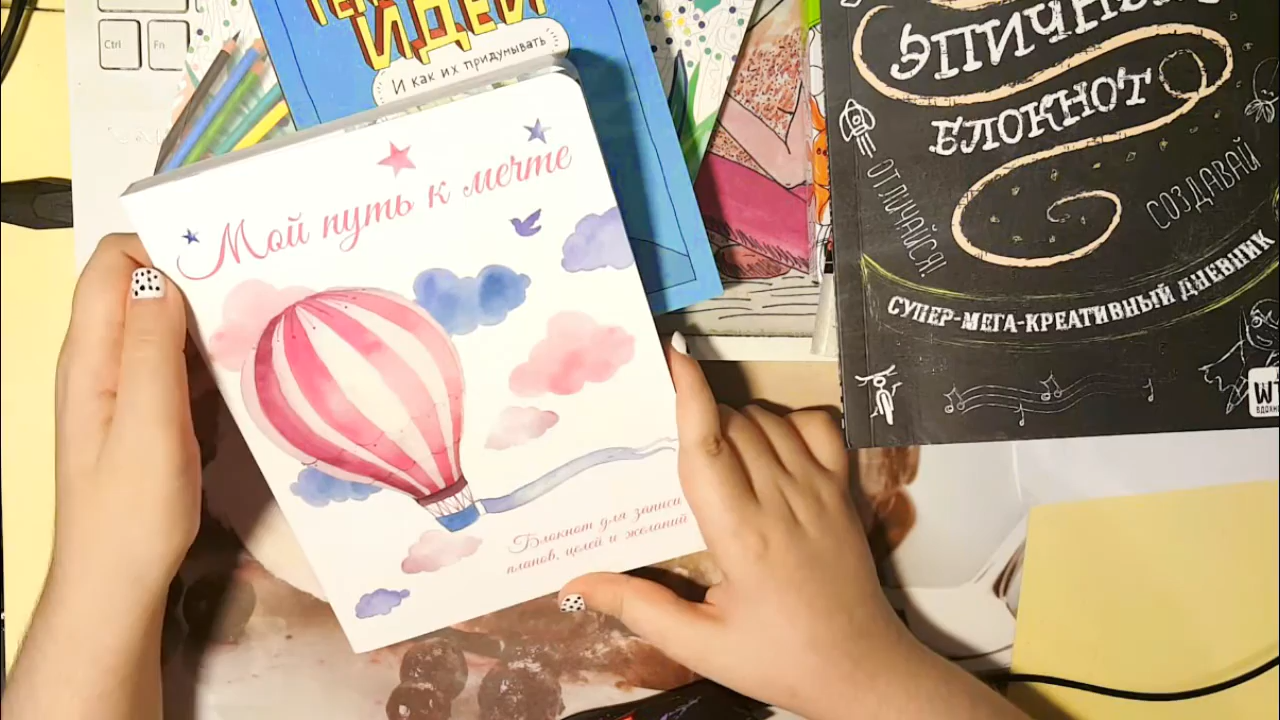 Ctrl
Fn
ИДЕЙ
И как их придумывать
Мой путь к мечте
Блокнот для записи
планов, целей и желаний
ЭПИЧНЫЙ
БЛОКНОТ
ОТЛИЧАЙСЯ!
СОЗДАВАЙ
СУПЕР-МЕГА-КРЕАТИВНЫЙ ДНЕВНИК